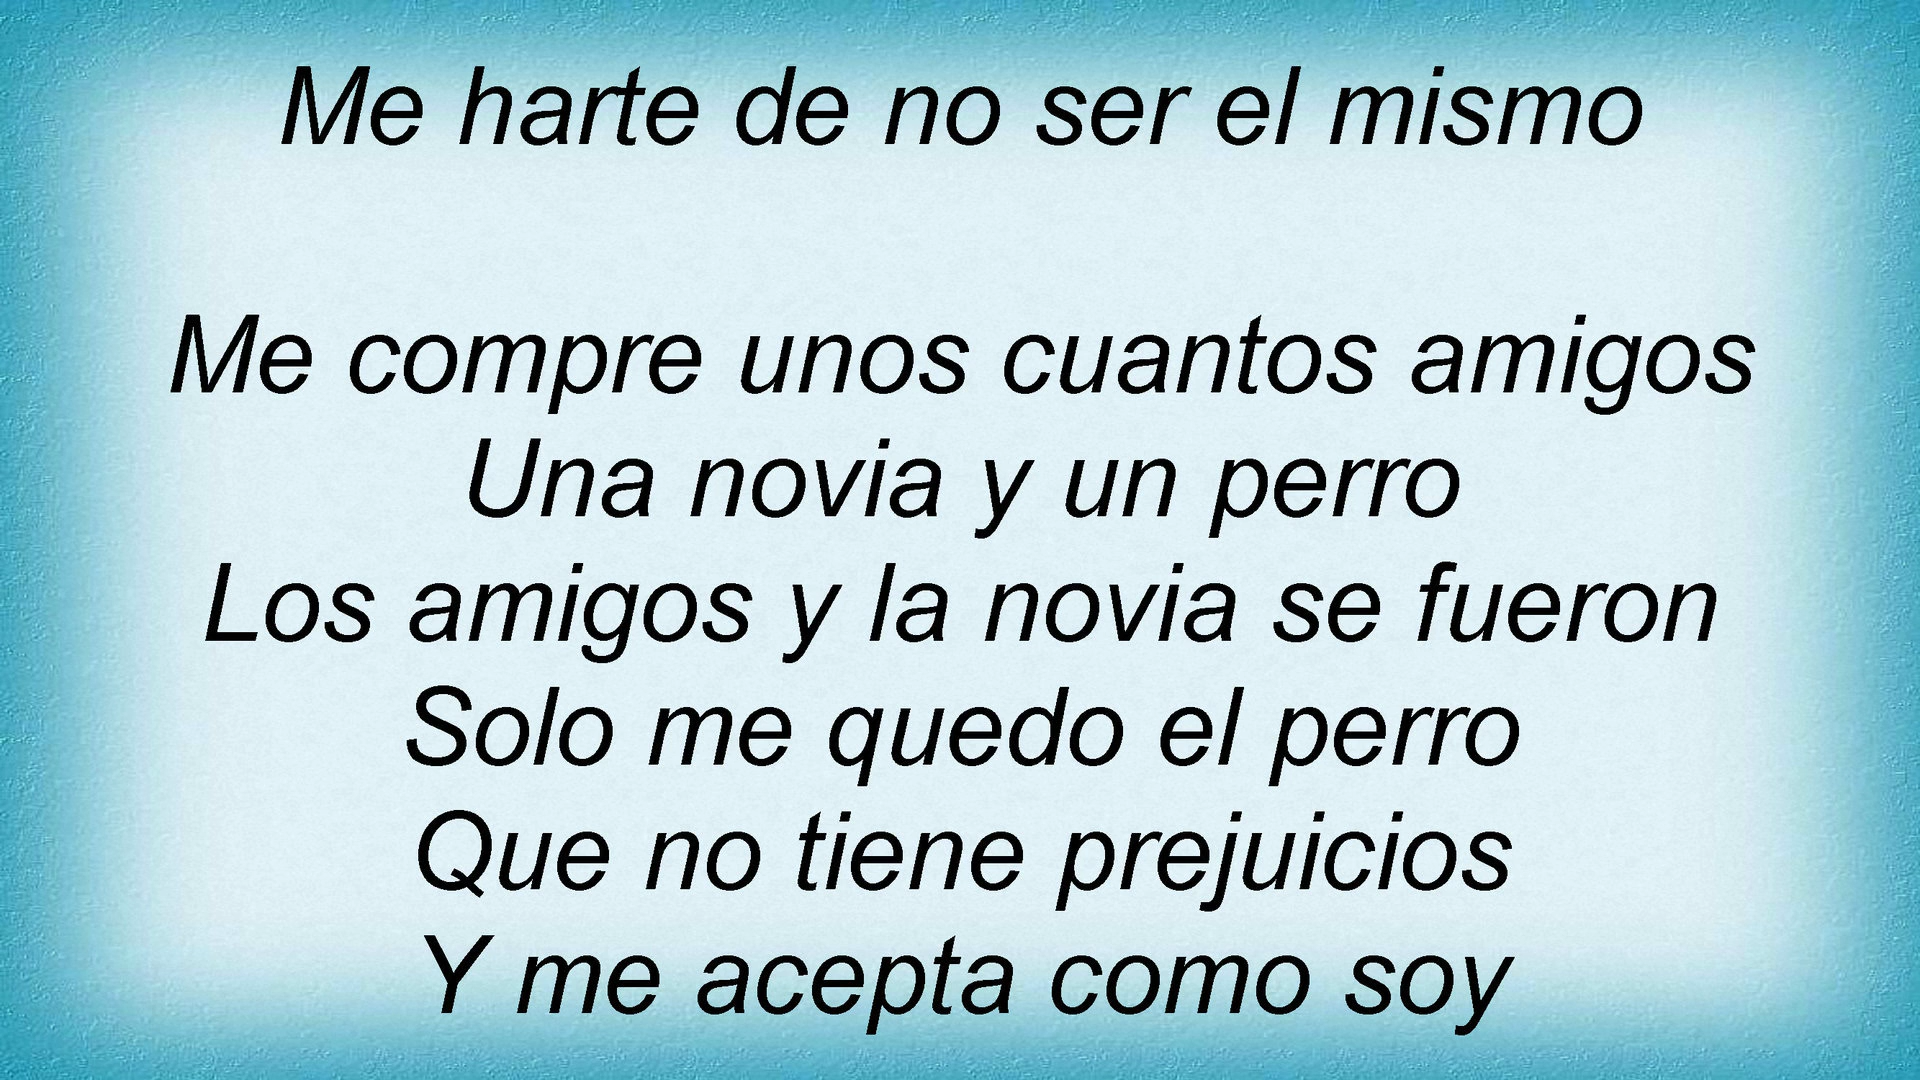 Me harte de no ser el mismo
Me compre unos cuantos amigos
Una novia y un perro
Los amigos y la novia se fueron
Solo me quedo el perro
Que no tiene prejuicios
Y me acepta como soy